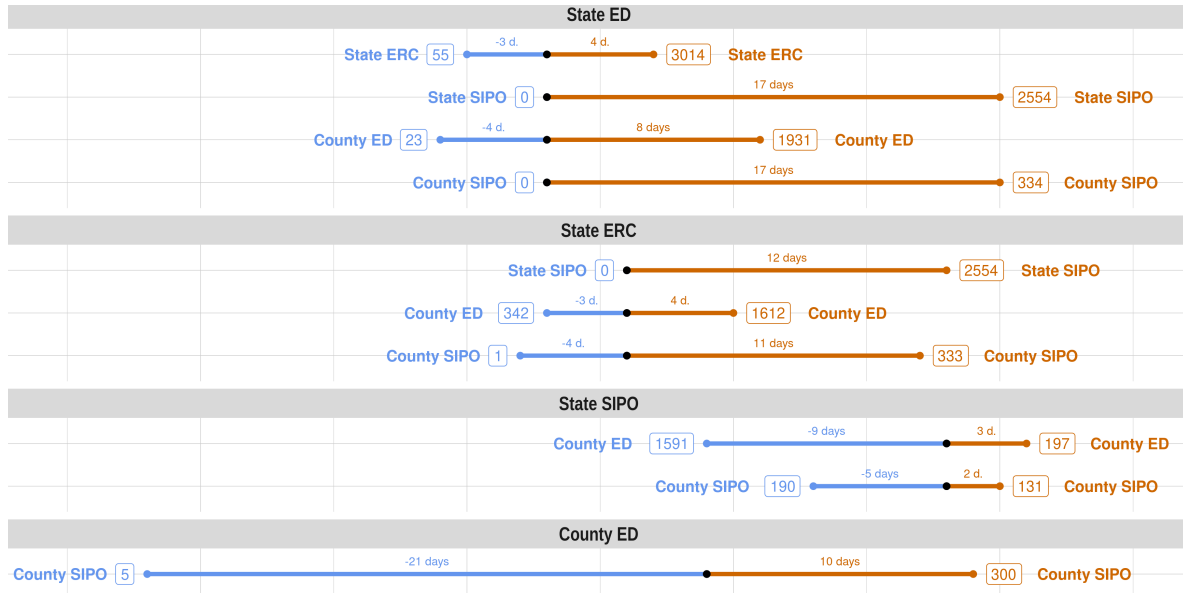 State ED
-3 d. 4 d.
State ERC 55 3014 State ERC
17 days
State SIPO 0 2554 State SIPO
-4 d. 8 days
County ED 23 1931 County ED
17 days
County SIPO 0 334 County SIPO
State ERC
12 days
State SIPO 0 2554 State SIPO
-3 d. 4 d.
County ED 342 1612 County ED
-4 d. 11 days
County SIPO 1 333 County SIPO
State SIPO
-9 days 3 d.
County ED 1591 197 County ED
-5 days 2 d.
County SIPO 190 131 County SIPO
County ED
-21 days 10 days
County SIPO 5 300 County SIPO